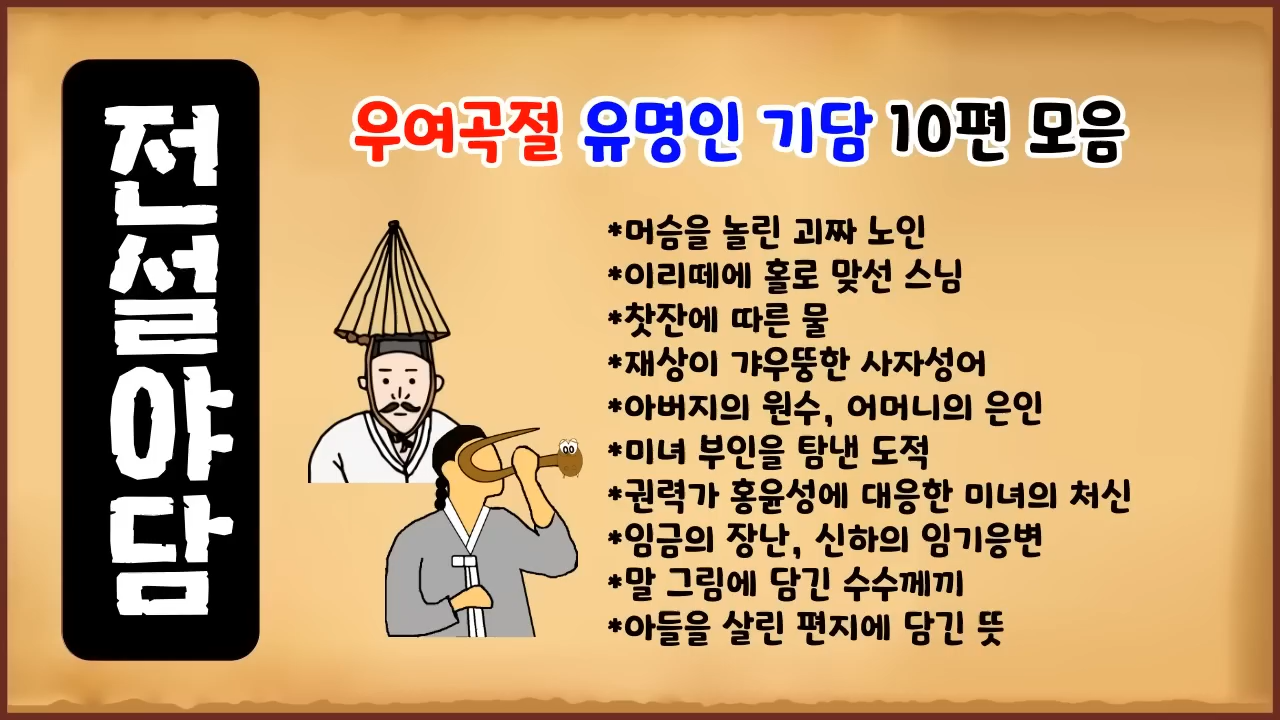 전설야담
우여곡절 유명인 기담 10편 모음
*머슴을 놀린 괴짜 노인
*이리떼에 홀로 맞선 스님
*찻잔에 따른 물
*재상이 갸우뚱한 사자성어
*아버지의 원수, 어머니의 은인
*미녀 부인을 탐낸 도적
*권력가 홍윤성에 대응한 미녀의 처신
*임금의 장난, 신하의 임기응변
*말 그림에 담긴 수수께끼
*아들을 살린 편지에 담긴 뜻